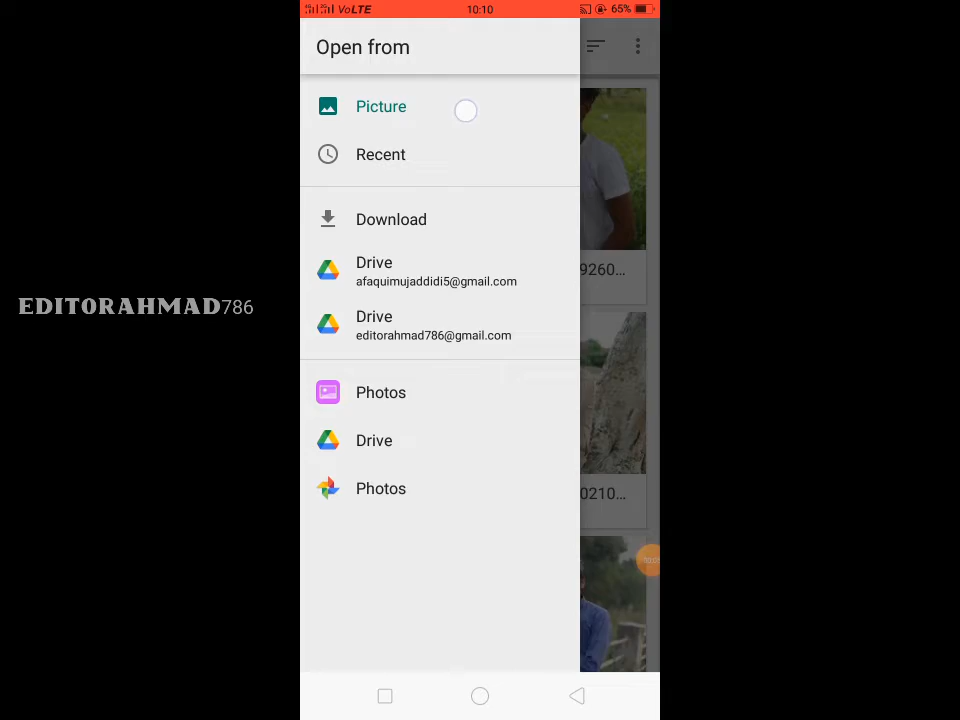 VoLTE
10:10
65%
Open from
Picture
Recent
Download
Drive
afaquimujaddidi5@gmail.com
Drive
editorahmad786@gmail.com
Photos
Drive
Photos
9260...
0210...
EDITORAHMAD786